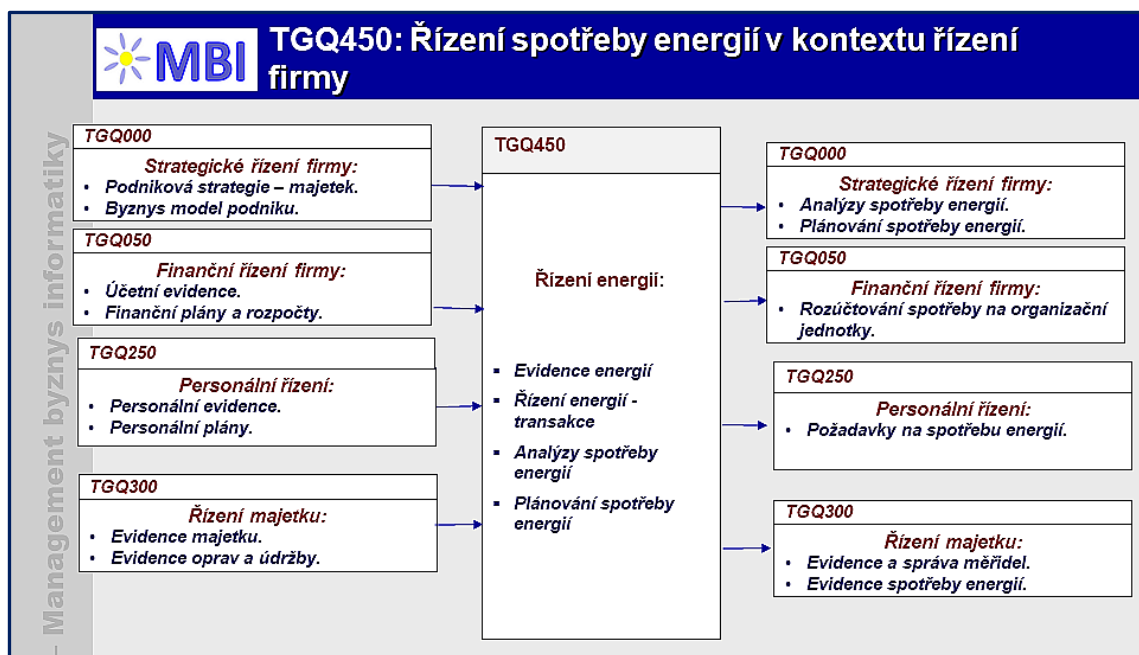 MBI
TGQ450: Řízení spotřeby energií v kontextu řízení
firmy
– Management byznys informatiky
TGQ000
Strategické řízení firmy:
• Podniková strategie – majetek.
• Byznys model podniku.
TGQ050
Finanční řízení firmy:
• Účetní evidence.
• Finanční plány a rozpočty.
TGQ250
Personální řízení:
• Personální evidence.
• Personální plány.
TGQ300
Řízení majetku:
• Evidence majetku.
• Evidence oprav a údržby.
TGQ450
Řízení energií:
▪ Evidence energií
▪ Řízení energií -
transakce
▪ Analýzy spotřeby
energií
▪ Plánování spotřeby
energií
TGQ000
Strategické řízení firmy:
• Analýzy spotřeby energií.
• Plánování spotřeby energií.
TGQ050
Finanční řízení firmy:
• Rozúčtování spotřeby na organizační
jednotky.
TGQ250
Personální řízení:
• Požadavky na spotřebu energií.
TGQ300
Řízení majetku:
• Evidence a správa měřidel.
• Evidence spotřeby energií.